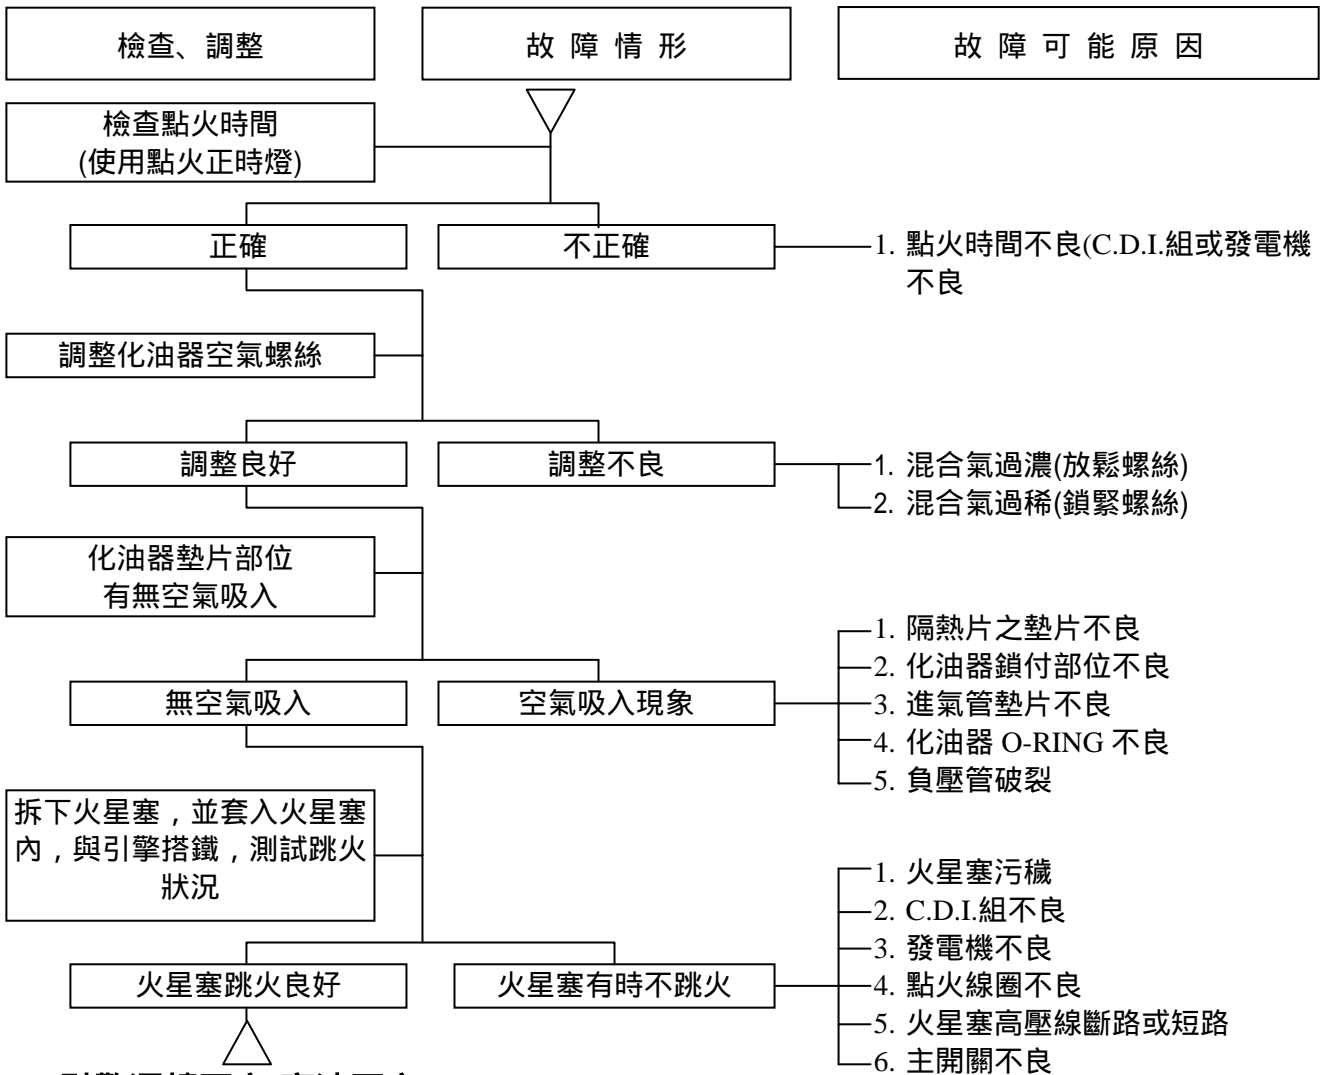 檢查、調整
故 障 情 形
故 障 可 能 原 因
檢查點火時間
(使用點火正時燈)
正確
不正確
1. 點火時間不良(C.D.I.組或發電機
不良
調整化油器空氣螺絲
調整良好
調整不良
1. 混合氣過濃(放鬆螺絲)
2. 混合氣過稀(鎖緊螺絲)
化油器墊片部位
有無空氣吸入
無空氣吸入
空氣吸入現象
1. 隔熱片之墊片不良
2. 化油器鎖付部位不良
3. 進氣管墊片不良
4. 化油器 O-RING 不良
5. 負壓管破裂
拆下火星塞，並套入火星塞
內，與引擎搭鐵，測試跳火
狀況
火星塞跳火良好
火星塞有時不跳火
1. 火星塞污穢
2. C.D.I.組不良
3. 發電機不良
4. 點火線圈不良
5. 火星塞高壓線斷路或短路
6. 主開關不良